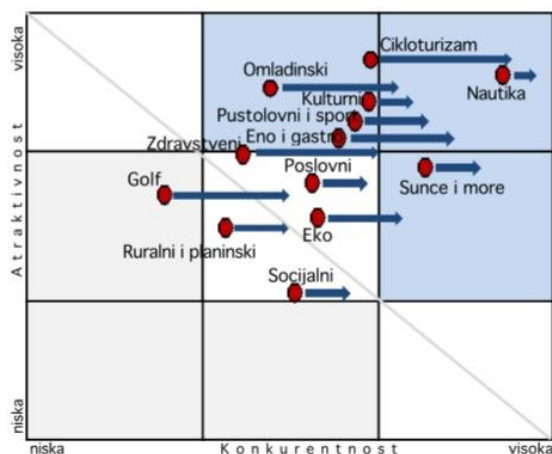 visoka
Cikloturizam
Omladinski
Nautika
Kulturni
Pustolovni i sport
Eno i gastro
Zdravstveni
Poslovni
Sunce i more
Golf
Atraktivnost
Eko
Ruralni i planinski
Socijalni
niska
niska
Konkurentnost
visoka